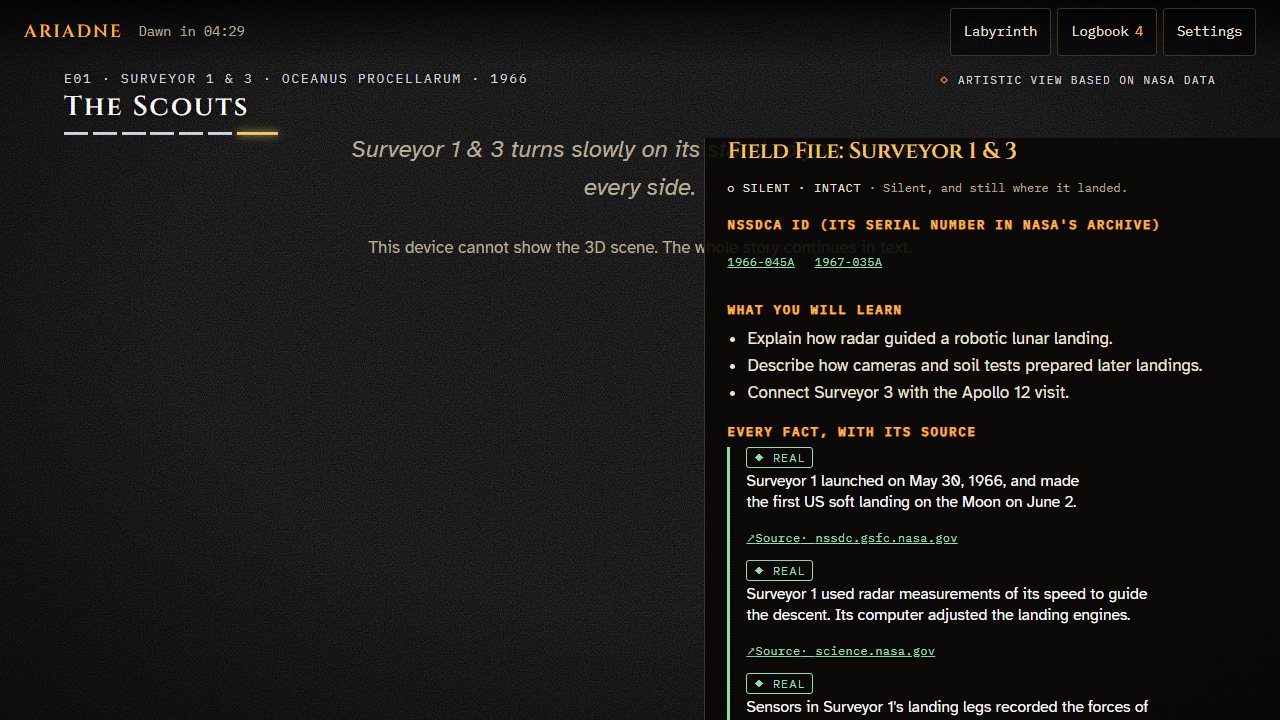 ARIADNE
Dawn in 04:29
Labyrinth
Logbook 4
Settings
E01 · SURVEYOR 1 & 3 · OCEANUS PROCELLARUM · 1966
◇ ARTISTIC VIEW BASED ON NASA DATA
The Scouts
Surveyor 1 & 3 turns slowly on its
every side.
This device cannot show the 3D scene. The whole story continues in text.
Field File: Surveyor 1 & 3
o SILENT · INTACT · Silent, and still where it landed.
NSSDCA ID (ITS SERIAL NUMBER IN NASA'S ARCHIVE)
1966-045A 1967-035A
WHAT YOU WILL LEARN
• Explain how radar guided a robotic lunar landing.
• Describe how cameras and soil tests prepared later landings.
• Connect Surveyor 3 with the Apollo 12 visit.
EVERY FACT, WITH ITS SOURCE
◆ REAL
Surveyor 1 launched on May 30, 1966, and made
the first US soft landing on the Moon on June 2.
↗Source· nssdc.gsfc.nasa.gov
◆ REAL
Surveyor 1 used radar measurements of its speed to guide
the descent. Its computer adjusted the landing engines.
↗Source· science.nasa.gov
◆ REAL
Sensors in Surveyor 1's landing legs recorded the forces of